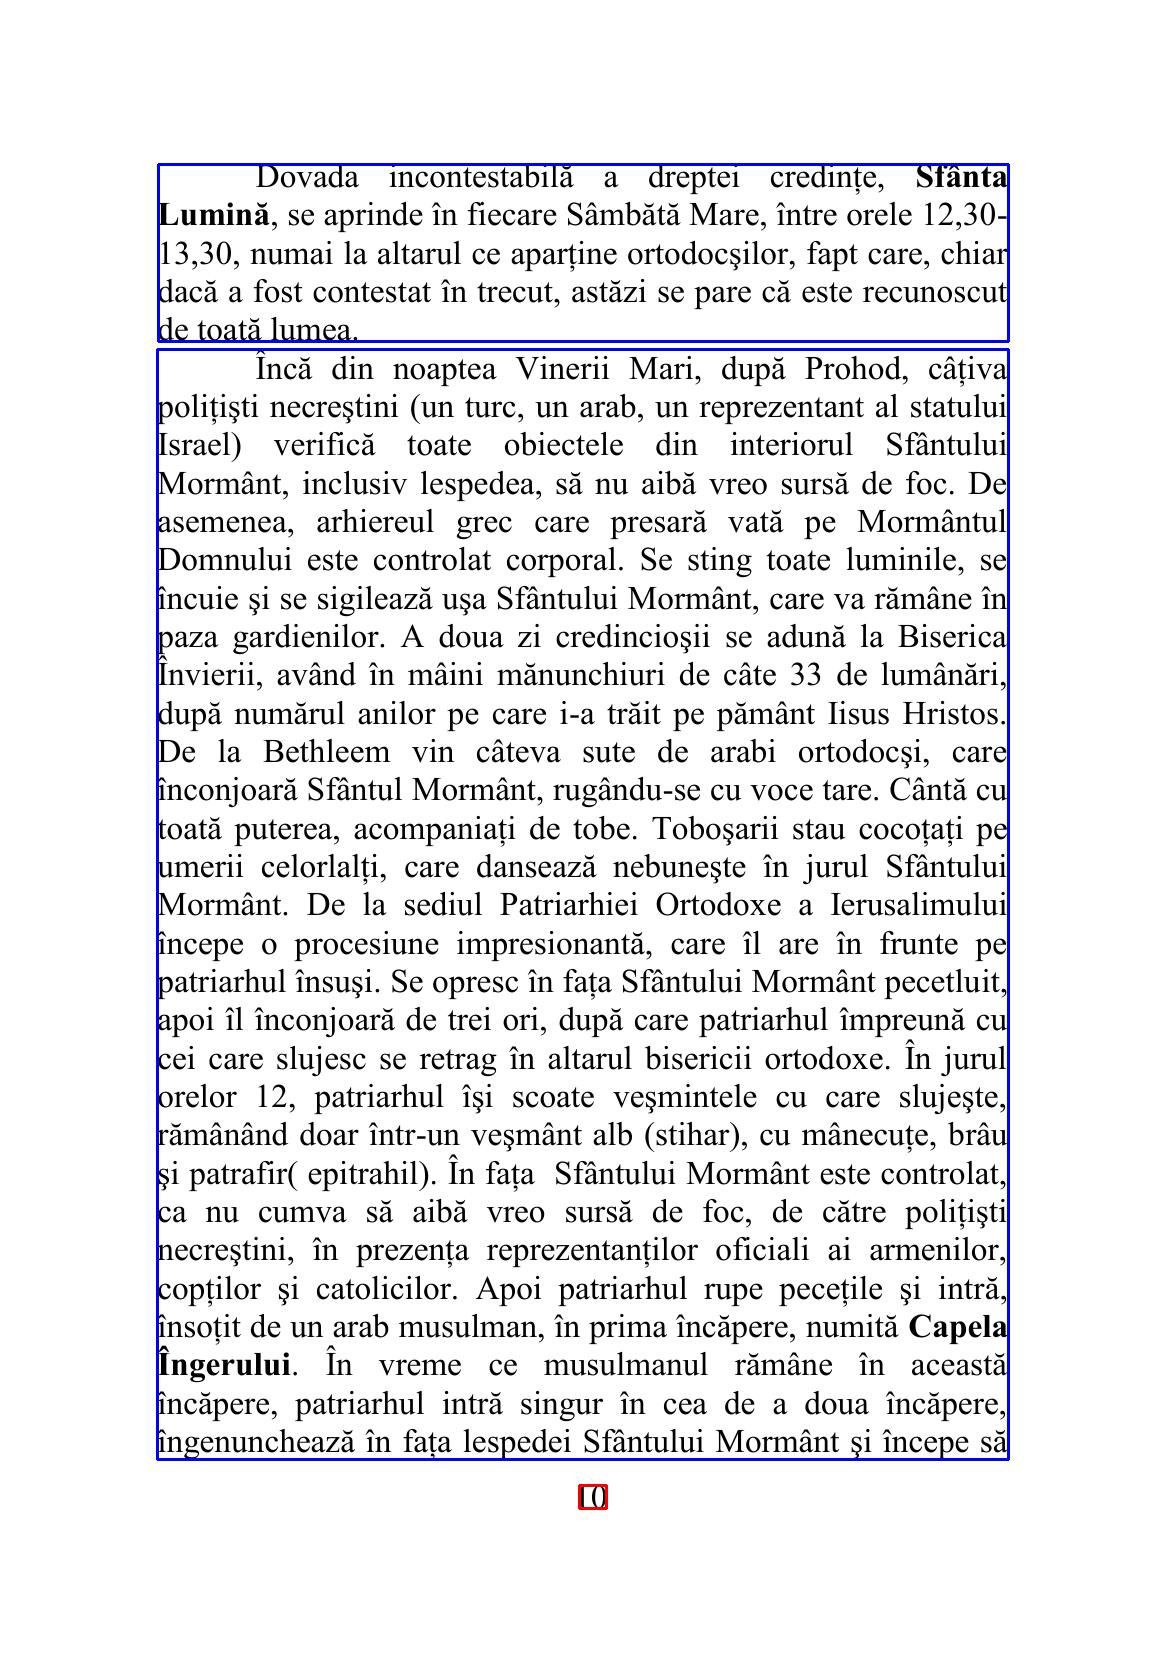 Dovada incontestabilă a dreptei credințe, Sfânta
Lumină, se aprinde în fiecare Sâmbătă Mare, între orele 12,30-
13,30, numai la altarul ce aparține ortodocşilor, fapt care, chiar
dacă a fost contestat în trecut, astăzi se pare că este recunoscut
de toată lumea.
Încă din noaptea Vinerii Mari, după Prohod, câțiva
polițişti necreştini (un turc, un arab, un reprezentant al statului
Israel) verifică toate obiectele din interiorul Sfântului
Mormânt, inclusiv lespedea, să nu aibă vreo sursă de foc. De
asemenea, arhiereul grec care presară vată pe Mormântul
Domnului este controlat corporal. Se sting toate luminile, se
încuie şi se sigilează uşa Sfântului Mormânt, care va rămâne în
paza gardienilor. A doua zi credincioşii se adună la Biserica
Învierii, având în mâini mănunchiuri de câte 33 de lumânări,
după numărul anilor pe care i-a trăit pe pământ Iisus Hristos.
De la Bethleem vin câteva sute de arabi ortodocşi, care
înconjoară Sfântul Mormânt, rugându-se cu voce tare. Cântă cu
toată puterea, acompaniați de tobe. Toboşarii stau cocoțați pe
umerii celorlalți, care dansează nebuneşte în jurul Sfântului
Mormânt. De la sediul Patriarhiei Ortodoxe a Ierusalimului
începe o procesiune impresionantă, care îl are în frunte pe
patriarhul însuşi. Se opresc în fața Sfântului Mormânt pecetluit,
apoi îl înconjoară de trei ori, după care patriarhul împreună cu
cei care slujesc se retrag în altarul bisericii ortodoxe. În jurul
orelor 12, patriarhul îşi scoate veşmintele cu care slujeşte,
rămânând doar într-un veşmânt alb (stihar), cu mânecuțe, brâu
şi patrafir( epitrahil). În fața  Sfântului Mormânt este controlat,
ca nu cumva să aibă vreo sursă de foc, de către polițişti
necreştini, în prezența reprezentanților oficiali ai armenilor,
copților şi catolicilor. Apoi patriarhul rupe pecețile şi intră,
însoțit de un arab musulman, în prima încăpere, numită Capela
Îngerului. În vreme ce musulmanul rămâne în această
încăpere, patriarhul intră singur în cea de a doua încăpere,
îngenunchează în fața lespedei Sfântului Mormânt şi începe să
10